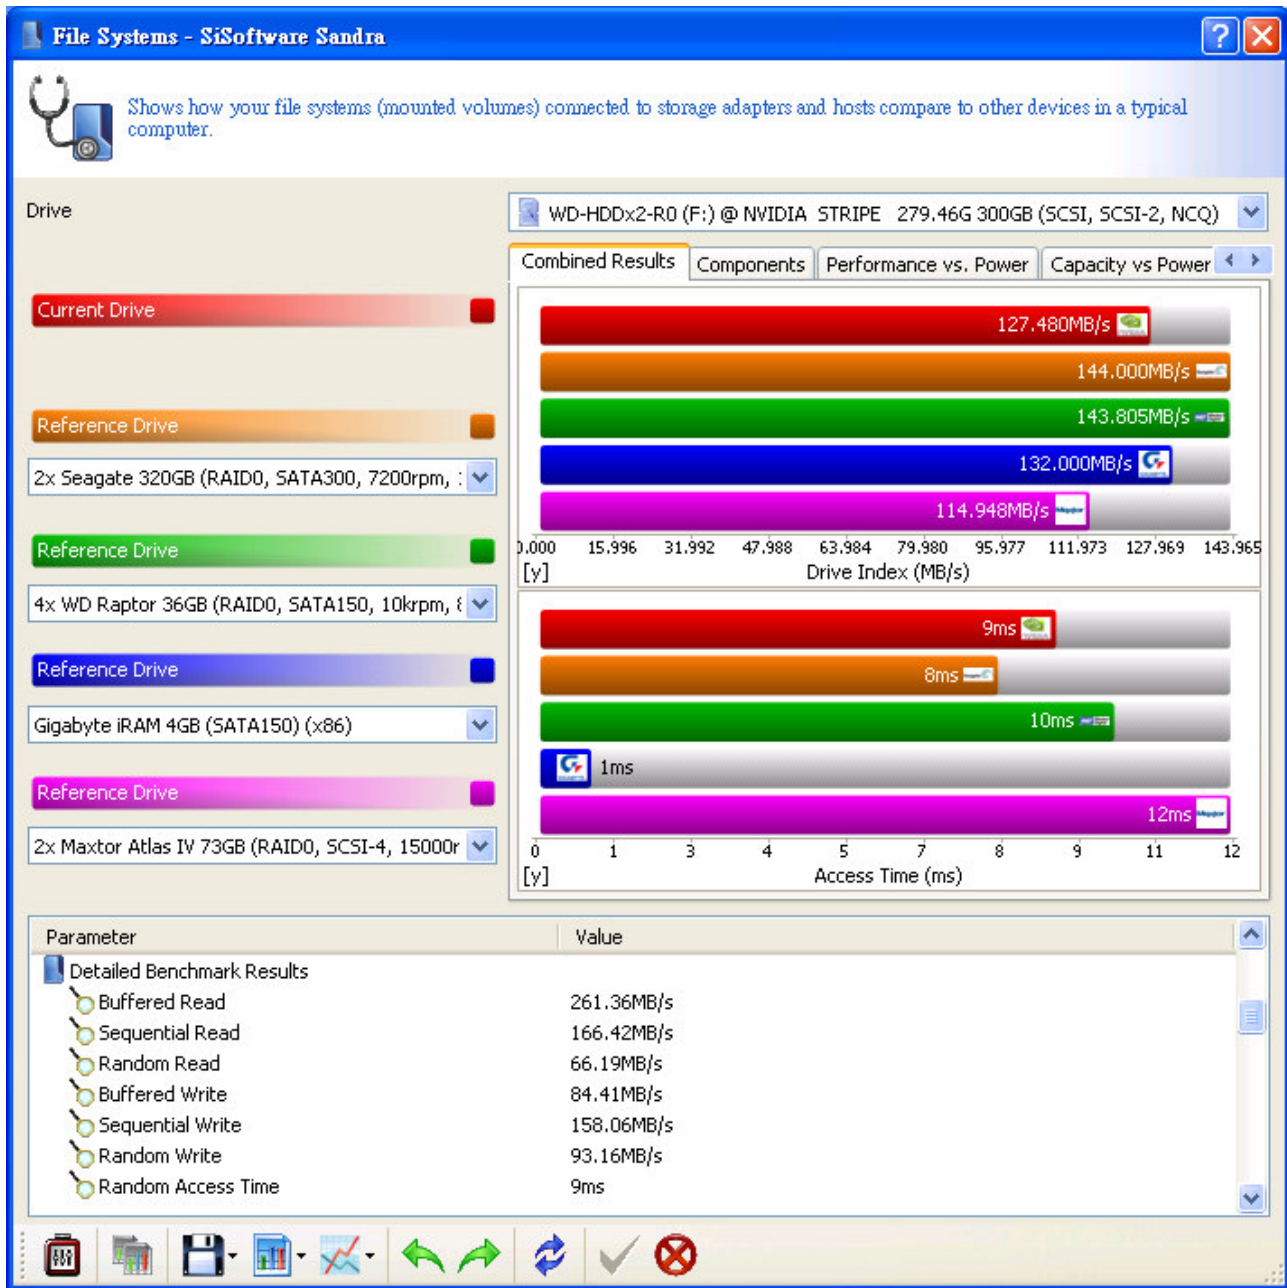 File Systems - SiSoftware Sandra
Shows how your file systems (mounted volumes) connected to storage adapters and hosts compare to other devices in a typical
computer.
Drive
WD-HDDx2-R0 (F:) @ NVIDIA STRIPE 279.46G 300GB (SCSI, SCSI-2, NCQ)
Combined Results
Components
Performance vs. Power
Capacity vs Power
Current Drive
Reference Drive
2x Seagate 320GB (RAID0, SATA300, 7200rpm,
Reference Drive
4x WD Raptor 36GB (RAID0, SATA150, 10krpm,
Reference Drive
Gigabyte iRAM 4GB (SATA150) (x86)
Reference Drive
2x Maxtor Atlas IV 73GB (RAID0, SCSI-4, 15000r
127.480MB/s
144.000MB/s
143.805MB/s
132.000MB/s
114.948MB/s
0.000 15.996 31.992 47.988 63.984 79.980 95.977 111.973 127.969 143.965
[y] Drive Index (MB/s)
9ms
8ms
10ms
1ms
12ms
0 1 3 4 5 7 8 9 11 12
[y] Access Time (ms)
Parameter Value
Detailed Benchmark Results
Buffered Read 261.36MB/s
Sequential Read 166.42MB/s
Random Read 66.19MB/s
Buffered Write 84.41MB/s
Sequential Write 158.06MB/s
Random Write 93.16MB/s
Random Access Time 9ms